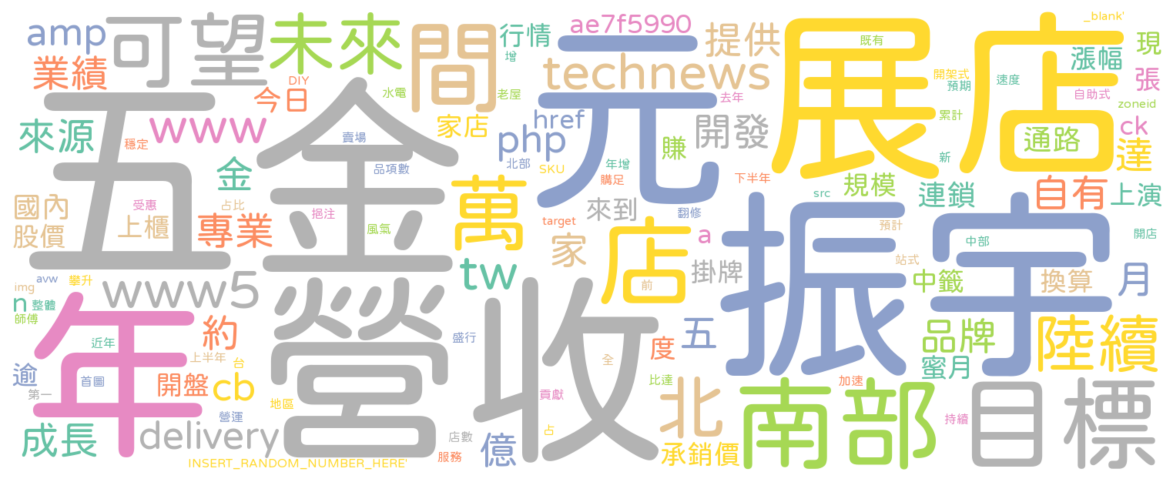 amp
可望
未來
間
行情
ae7f5990
提供
展店
_blank'
既有
漲幅
現
業績
DIY
增
technews
開架式
預期
速度
張
今日
水電
老屋
去年
自助式
五金
元
累計
zoneid
來源
www
家店
php
href
賺
開發
新
通路
ck
達
穩定
賣場
北部
品項數
SKU
年增
購足
下半年
規模
連鎖
自有
上演
金
萬
src
國內
股價
受惠
占比
上櫃
專業
挹注
風氣
target
來到
翻修
a
振宇
預計
中部
開店
店
家
掛牌
站式
avw
img
攀升
www5
tw
前
中籤
換算
月
n
整體
師傅
年
營收
約
五
度
品牌
蜜月
陸續
近年
上半年
盛行
全
逾
台
首圖
第一
開盤
cb
比達
加速
貢獻
北
南部
目標
地區
營運
占
持續
成長
delivery
店數
服務
億
承銷價
INSERT_RANDOM_NUMBER_HERE'